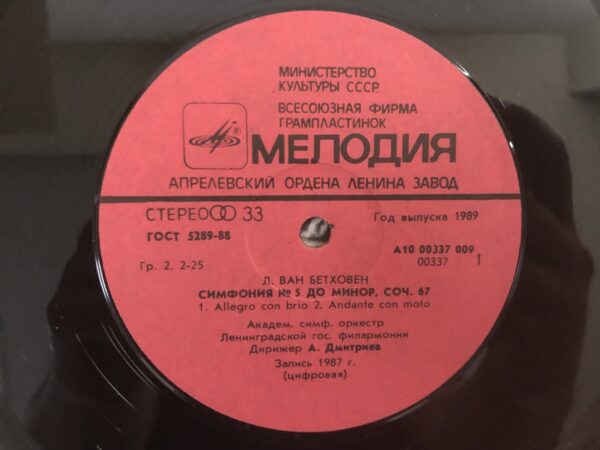 МИНИСТЕРСТВО
КУЛЬТУРЫ СССР
ВСЕСОЮЗНАЯ ФИРМА
ГРАМПЛАСТИНОК
® МЕЛОДИЯ
АПРЕЛЕВСКИЙ ОРДЕНА ЛЕНИНА ЗАВОД
СТЕРЕО 33
Год выпуска 1989
ГОСТ 5289-88
А10 00337 009
00337 1
Гр. 2. 2-25
Л. ВАН БЕТХОВЕН
СИМФОНИЯ № 5 ДО МИНОР, СОЧ. 67
1. Allegro con brio 2. Andante con moto
Академ. симф. оркестр
Ленинградской гос. филармонии
Дирижер А. Дмитриев
Запись 1987 г.
(цифровая)